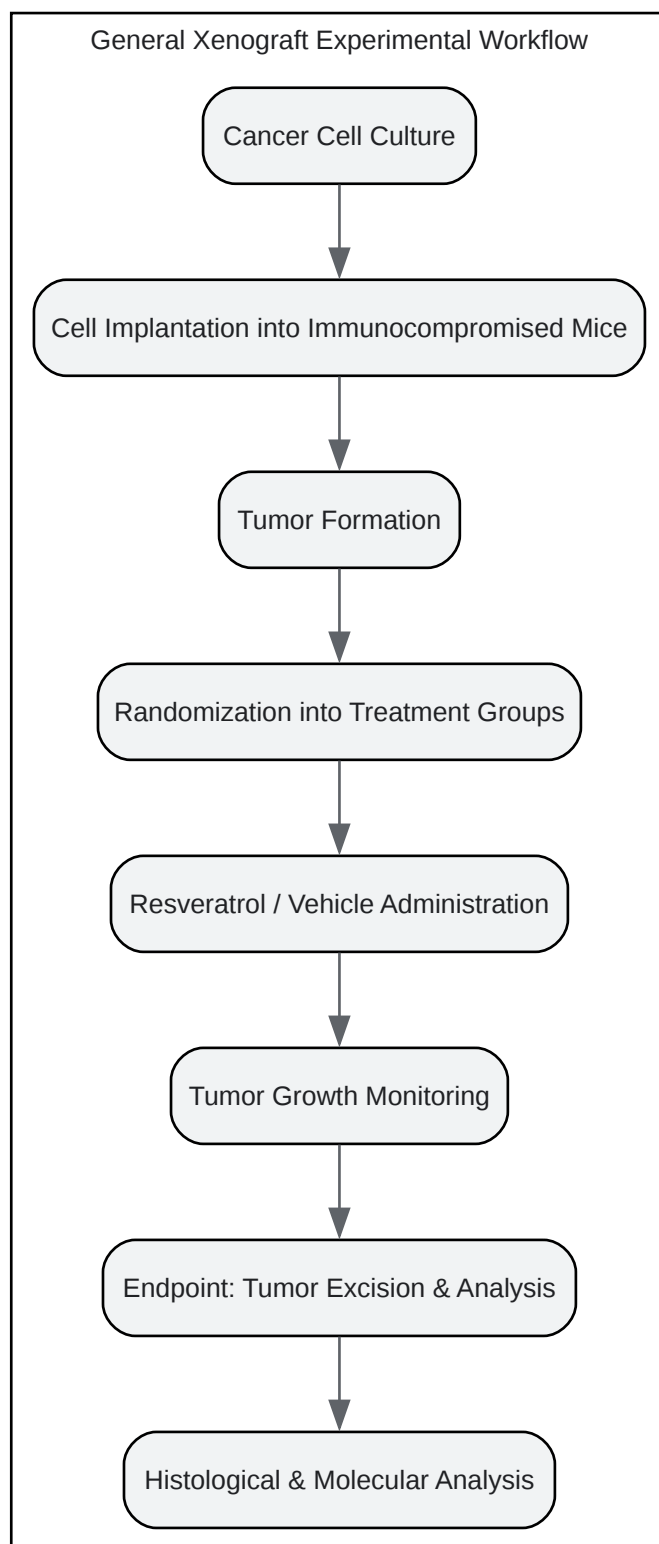 General Xenograft Experimental Workflow
Cancer Cell Culture
Cell Implantation into Immunocompromised Mice
Tumor Formation
Randomization into Treatment Groups
Resveratrol / Vehicle Administration
Tumor Growth Monitoring
Endpoint: Tumor Excision & Analysis
Histological & Molecular Analysis